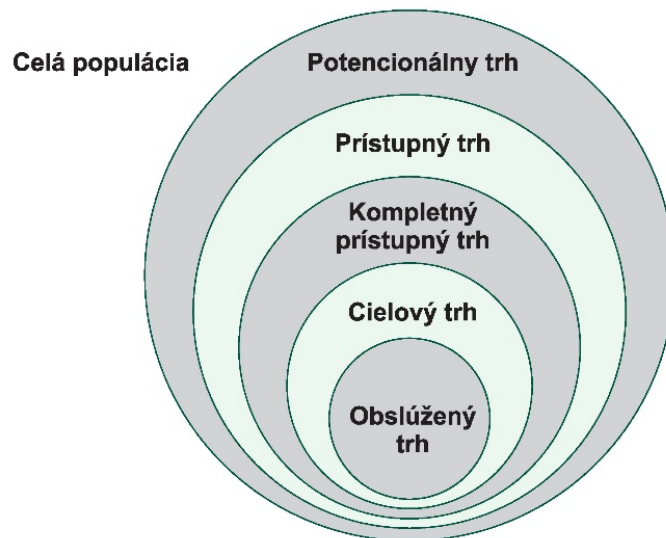 Celá populácia
Potencionálny trh
Prístupný trh
Kompletný
prístupný trh
Cielový trh
Obslúžený
trh